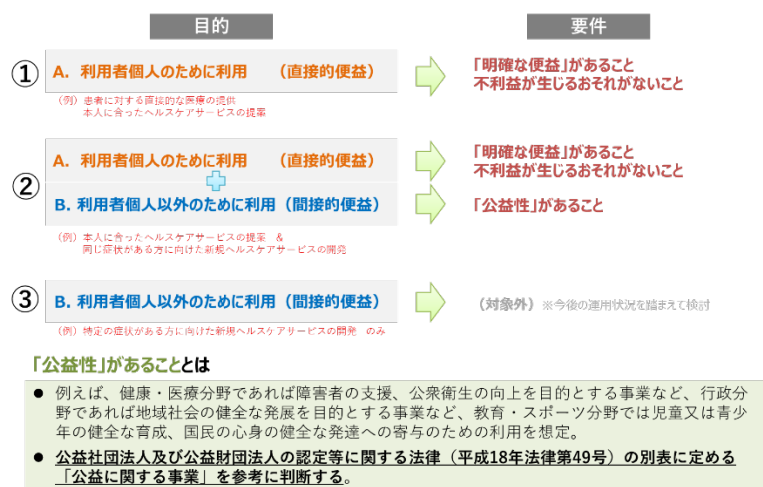 目的
要件
①
A. 利用者個人のために利用 （直接的便益）
「明確な便益」があること
不利益が生じるおそれがないこと
（例）患者に対する直接的な医療の提供
本人に合ったヘルスケアサービスの提案
②
A. 利用者個人のために利用 （直接的便益）
「明確な便益」があること
不利益が生じるおそれがないこと
B. 利用者個人以外のために利用（間接的便益）
「公益性」があること
（例）本人に合ったヘルスケアサービスの提案 &
同じ症状がある方に向けた新規ヘルスケアサービスの開発
③
B. 利用者個人以外のために利用（間接的便益）
（対象外）※今後の運用状況を踏まえて検討
（例）特定の症状がある方に向けた新規ヘルスケアサービスの開発 のみ
「公益性」があることとは
● 例えば、健康・医療分野であれば障害者の支援、公衆衛生の向上を目的とする事業など、行政分
野であれば地域社会の健全な発展を目的とする事業など、教育・スポーツ分野では児童又は青少
年の健全な育成、国民の心身の健全な発達への寄与のための利用を想定。
● 公益社団法人及び公益財団法人の認定等に関する法律（平成18年法律第49号）の別表に定める
「公益に関する事業」を参考に判断する。